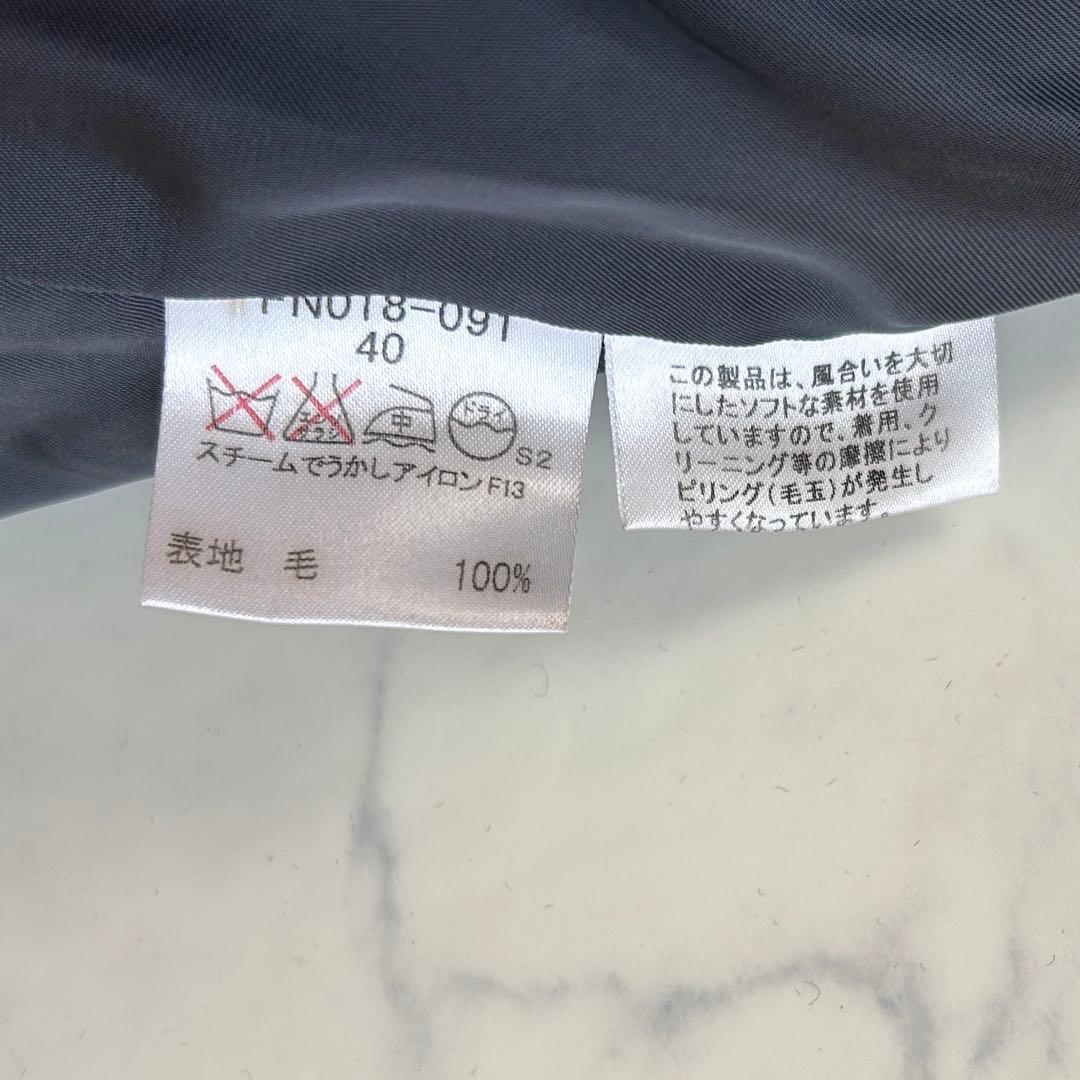 FN018-091
40
中
ドライ
S2
スチームでうかしアイロン F13
表地 毛 100%
この製品は、風合いを大切
にしたソフトな素材を使用
していますので、着用、ク
リーニング等の摩擦により
ピリング(毛玉)が発生し
やすくなっています。